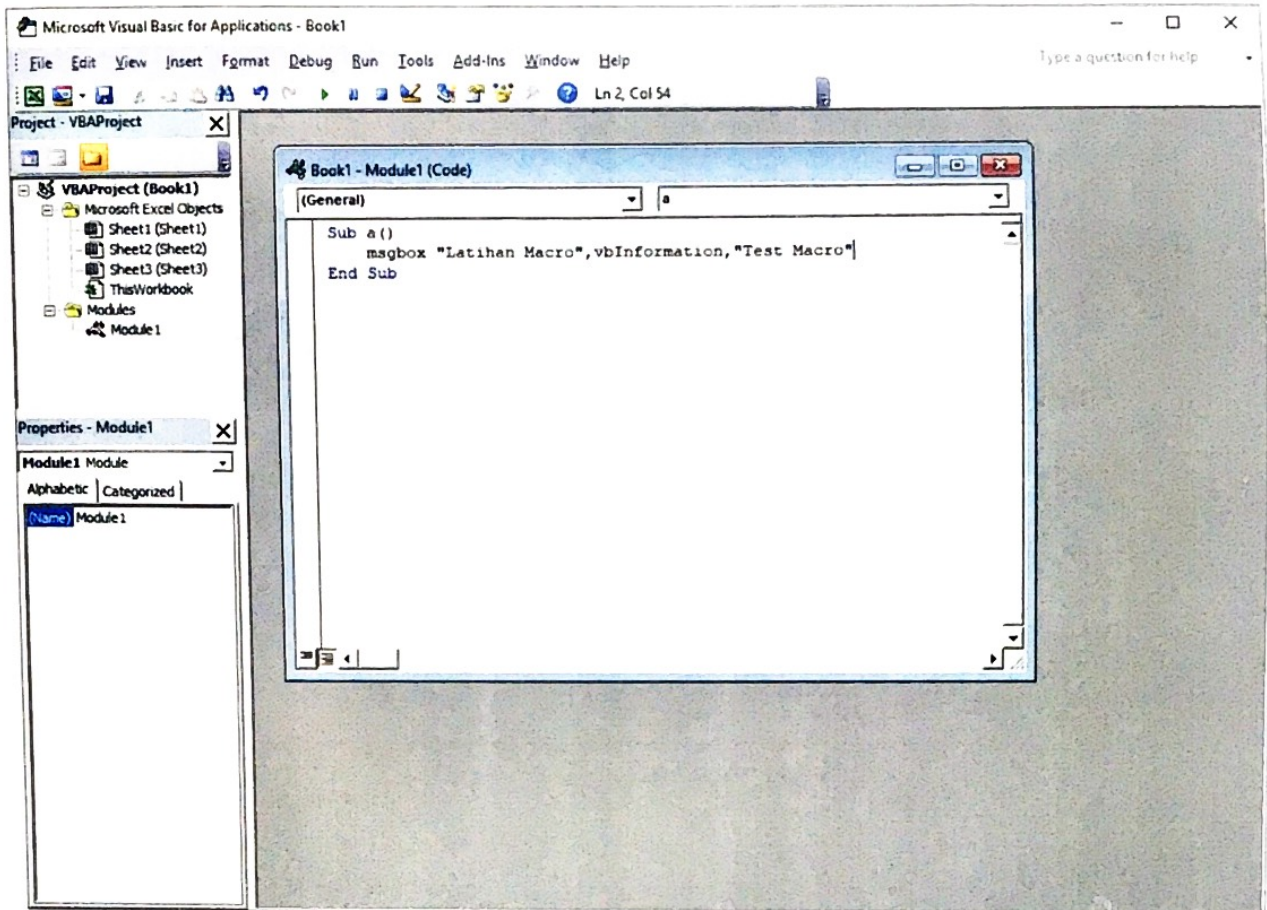 Microsoft Visual Basic for Applications - Book1
File Edit View Insert Format Debug Run Tools Add-Ins Window Help
Type a question for help
Ln 2, Col 54
Project - VBAProject
VBAProject (Book1)
Microsoft Excel Objects
Sheet1 (Sheet1)
Sheet2 (Sheet2)
Sheet3 (Sheet3)
ThisWorkbook
Modules
Module1
Properties - Module1
Module1 Module
Alphabetic Categorized
(Name) Module1
Book1 - Module1 (Code)
(General) a
Sub a()
msgbox "Latihan Macro",vbInformation,"Test Macro"
End Sub